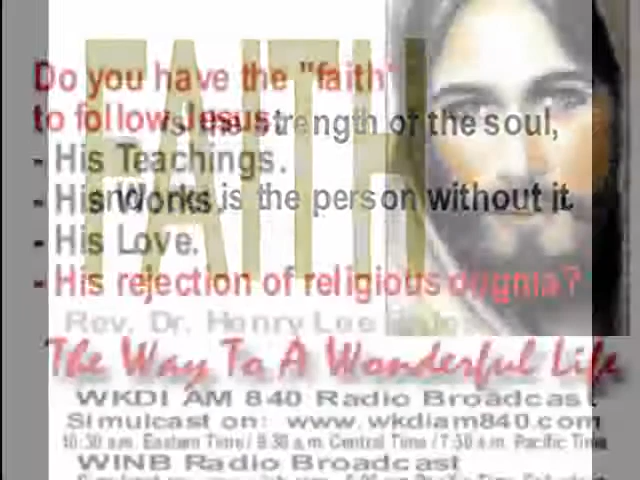 FAITH
Do you have the "faith"
to follow Jesus
is the strength of the soul,
- His Teachings.
- His Works.
is the person without it.
- His Love.
- His rejection of religious dogma?
Rev. Dr. Henry Lee
The Way To A Wonderful Life
WKDI AM 840 Radio Broadcast
Simulcast on: www.wkdiam840.com
10:30 a.m. Eastern Time / 9:30 a.m. Central Time / 7:30 a.m. Pacific Time
WINB Radio Broadcast